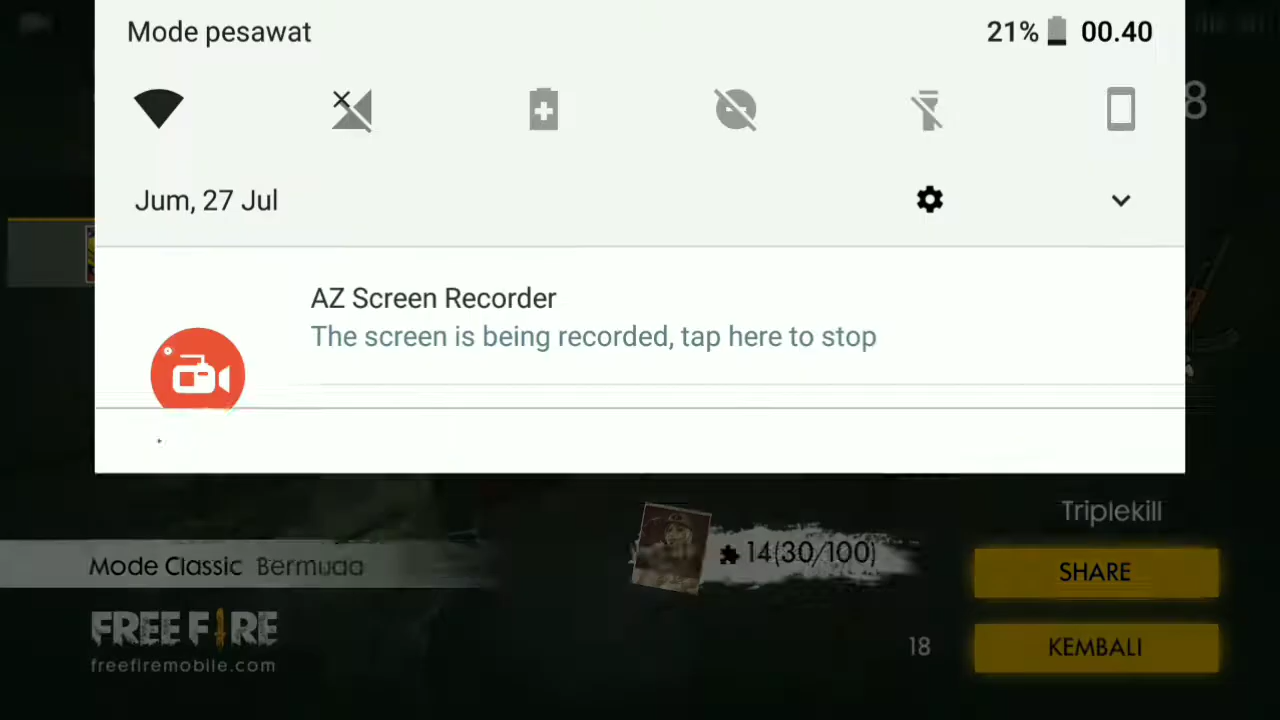 Mode pesawat
21% 00.40
8
Jum, 27 Jul
AZ Screen Recorder
The screen is being recorded, tap here to stop
Triplekill
14(30/100)
Mode Classic Bermuda
SHARE
FREE FIRE
freefiremobile.com
18
KEMBALI